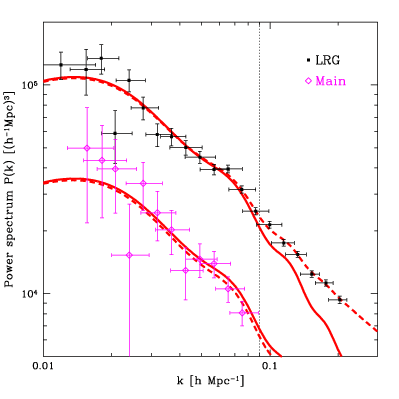 LRG
Main
10⁵
10⁴
Power spectrum P(k) [(h⁻¹Mpc)³]
0.01
0.1
k [h Mpc⁻¹]